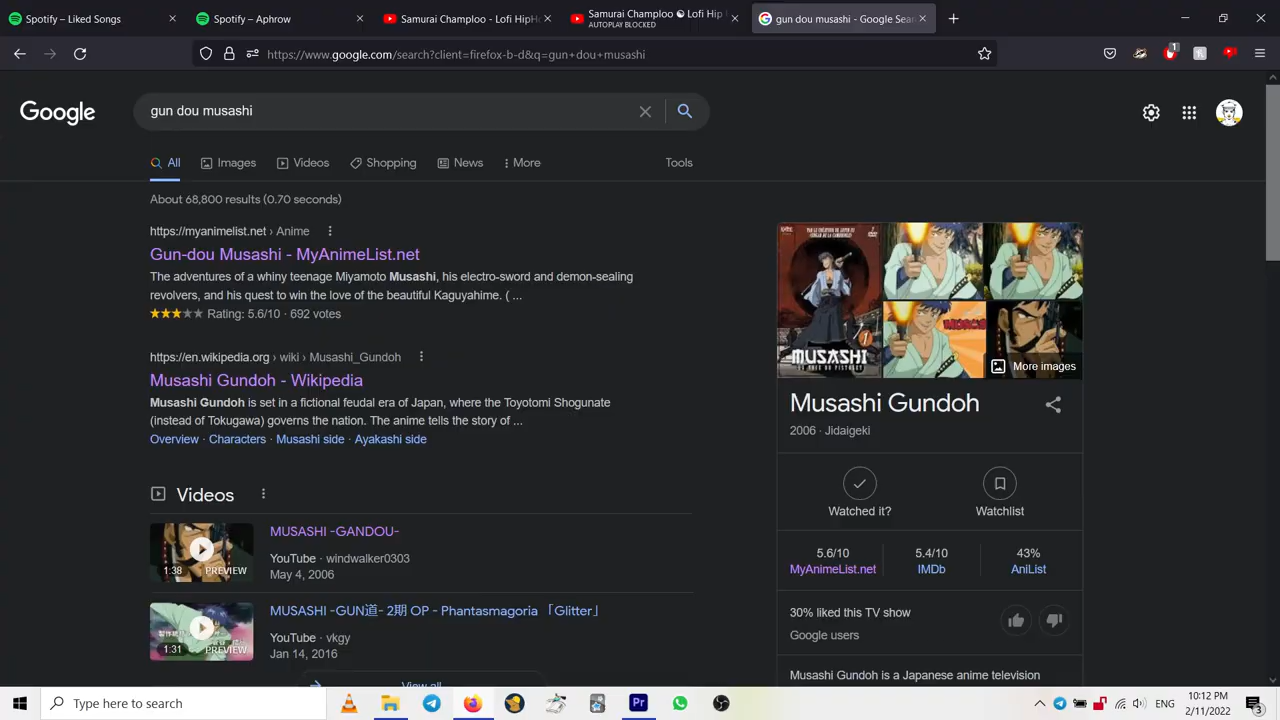 Spotify – Liked Songs
Spotify – Aphrow
Samurai Champloo - Lofi HipH
Samurai Champloo ☯ Lofi Hip
AUTOPLAY BLOCKED
gun dou musashi - Google Sea
https://www.google.com/search?client=firefox-b-d&q=gun+dou+musashi
1
Google
gun dou musashi
All
Images
Videos
Shopping
News
More
Tools
About 68,800 results (0.70 seconds)
https://myanimelist.net › Anime
Gun-dou Musashi - MyAnimeList.net
The adventures of a whiny teenage Miyamoto Musashi, his electro-sword and demon-sealing
revolvers, and his quest to win the love of the beautiful Kaguyahime. ( ...
Rating: 5.6/10 · 692 votes
https://en.wikipedia.org › wiki › Musashi_Gundoh
Musashi Gundoh - Wikipedia
Musashi Gundoh is set in a fictional feudal era of Japan, where the Toyotomi Shogunate
(instead of Tokugawa) governs the nation. The anime tells the story of ...
Overview · Characters · Musashi side · Ayakashi side
Videos
1:38
PREVIEW
MUSASHI -GANDOU-
YouTube · windwalker0303
May 4, 2006
1:31
PREVIEW
MUSASHI -GUN道- 2期 OP - Phantasmagoria 「Glitter」
YouTube · vkgy
Jan 14, 2016
View all
MUSASHI
More images
Musashi Gundoh
2006 · Jidaigeki
Watched it?
Watchlist
5.6/10
MyAnimeList.net
5.4/10
IMDb
43%
AniList
30% liked this TV show
Google users
Musashi Gundoh is a Japanese anime television
Type here to search
Pr
ENG
10:12 PM
2/11/2022
3